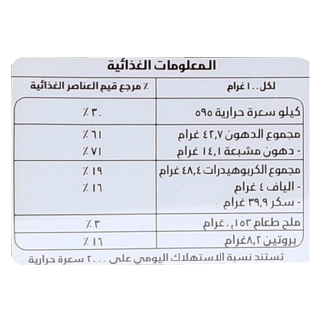 المعلومات الغذائية
لكل ١٠٠ غرام ٪ مرجع قيم العناصر الغذائية
كيلو سعرة حرارية ٥٩٥ ٣٠ ٪
مجموع الدهون ٤٢,٧ غرام ٦١ ٪
- دهون مشبعة ١٤,١ غرام ٧١ ٪
مجموع الكربوهيدرات ٤٨,٤ غرام ١٩ ٪
- الياف ٤ غرام ١٦ ٪
- سكر ٣٩,٩ غرام
ملح طعام ٠,١٥٣ غرام ٣ ٪
بروتين ٨,٢غرام ١٦ ٪
تستند نسبة الاستهلاك اليومي على ٢٠٠٠ سعرة حرارية